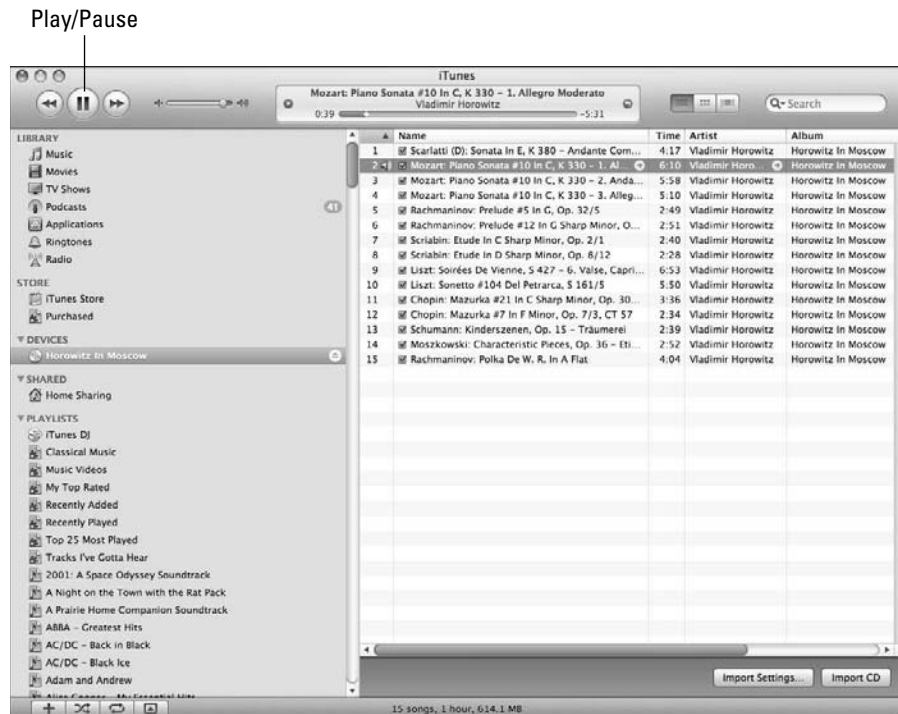 Play/Pause
iTunes
Mozart: Piano Sonata #10 In C, K 330 – 1. Allegro Moderato
Vladimir Horowitz
0:39
-5:31
Search
LIBRARY
Music
Movies
TV Shows
Podcasts
41
Applications
Ringtones
Radio
STORE
iTunes Store
Purchased
DEVICES
Horowitz In Moscow
SHARED
Home Sharing
PLAYLISTS
iTunes DJ
Classical Music
Music Videos
My Top Rated
Recently Added
Recently Played
Top 25 Most Played
Tracks I've Gotta Hear
2001: A Space Odyssey Soundtrack
A Night on the Town with the Rat Pack
A Prairie Home Companion Soundtrack
ABBA – Greatest Hits
AC/DC – Back in Black
AC/DC – Black Ice
Adam and Andrew
Name Time Artist Album
1 Scarlatti (D): Sonata In E, K 380 – Andante Com... 4:17 Vladimir Horowitz Horowitz In Moscow
2 Mozart: Piano Sonata #10 In C, K 330 – 1. Al... 6:10 Vladimir Horo... Horowitz In Moscow
3 Mozart: Piano Sonata #10 In C, K 330 – 2. Anda... 5:58 Vladimir Horowitz Horowitz In Moscow
4 Mozart: Piano Sonata #10 In C, K 330 – 3. Alleg... 5:10 Vladimir Horowitz Horowitz In Moscow
5 Rachmaninov: Prelude #5 In G, Op. 32/5 2:49 Vladimir Horowitz Horowitz In Moscow
6 Rachmaninov: Prelude #12 In G Sharp Minor, O... 2:51 Vladimir Horowitz Horowitz In Moscow
7 Scriabin: Etude In C Sharp Minor, Op. 2/1 2:40 Vladimir Horowitz Horowitz In Moscow
8 Scriabin: Etude In D Sharp Minor, Op. 8/12 2:28 Vladimir Horowitz Horowitz In Moscow
9 Liszt: Soirées De Vienne, S 427 – 6. Valse, Capri... 6:53 Vladimir Horowitz Horowitz In Moscow
10 Liszt: Sonetto #104 Del Petrarca, S 161/5 5:50 Vladimir Horowitz Horowitz In Moscow
11 Chopin: Mazurka #21 In C Sharp Minor, Op. 30... 3:36 Vladimir Horowitz Horowitz In Moscow
12 Chopin: Mazurka #7 In F Minor, Op. 7/3, CT 57 2:34 Vladimir Horowitz Horowitz In Moscow
13 Schumann: Kinderszenen, Op. 15 – Träumerei 2:39 Vladimir Horowitz Horowitz In Moscow
14 Moszkowski: Characteristic Pieces, Op. 36 – Eti... 2:52 Vladimir Horowitz Horowitz In Moscow
15 Rachmaninov: Polka De W. R. In A Flat 4:04 Vladimir Horowitz Horowitz In Moscow
Import Settings... Import CD
15 songs, 1 hour, 614.1 MB